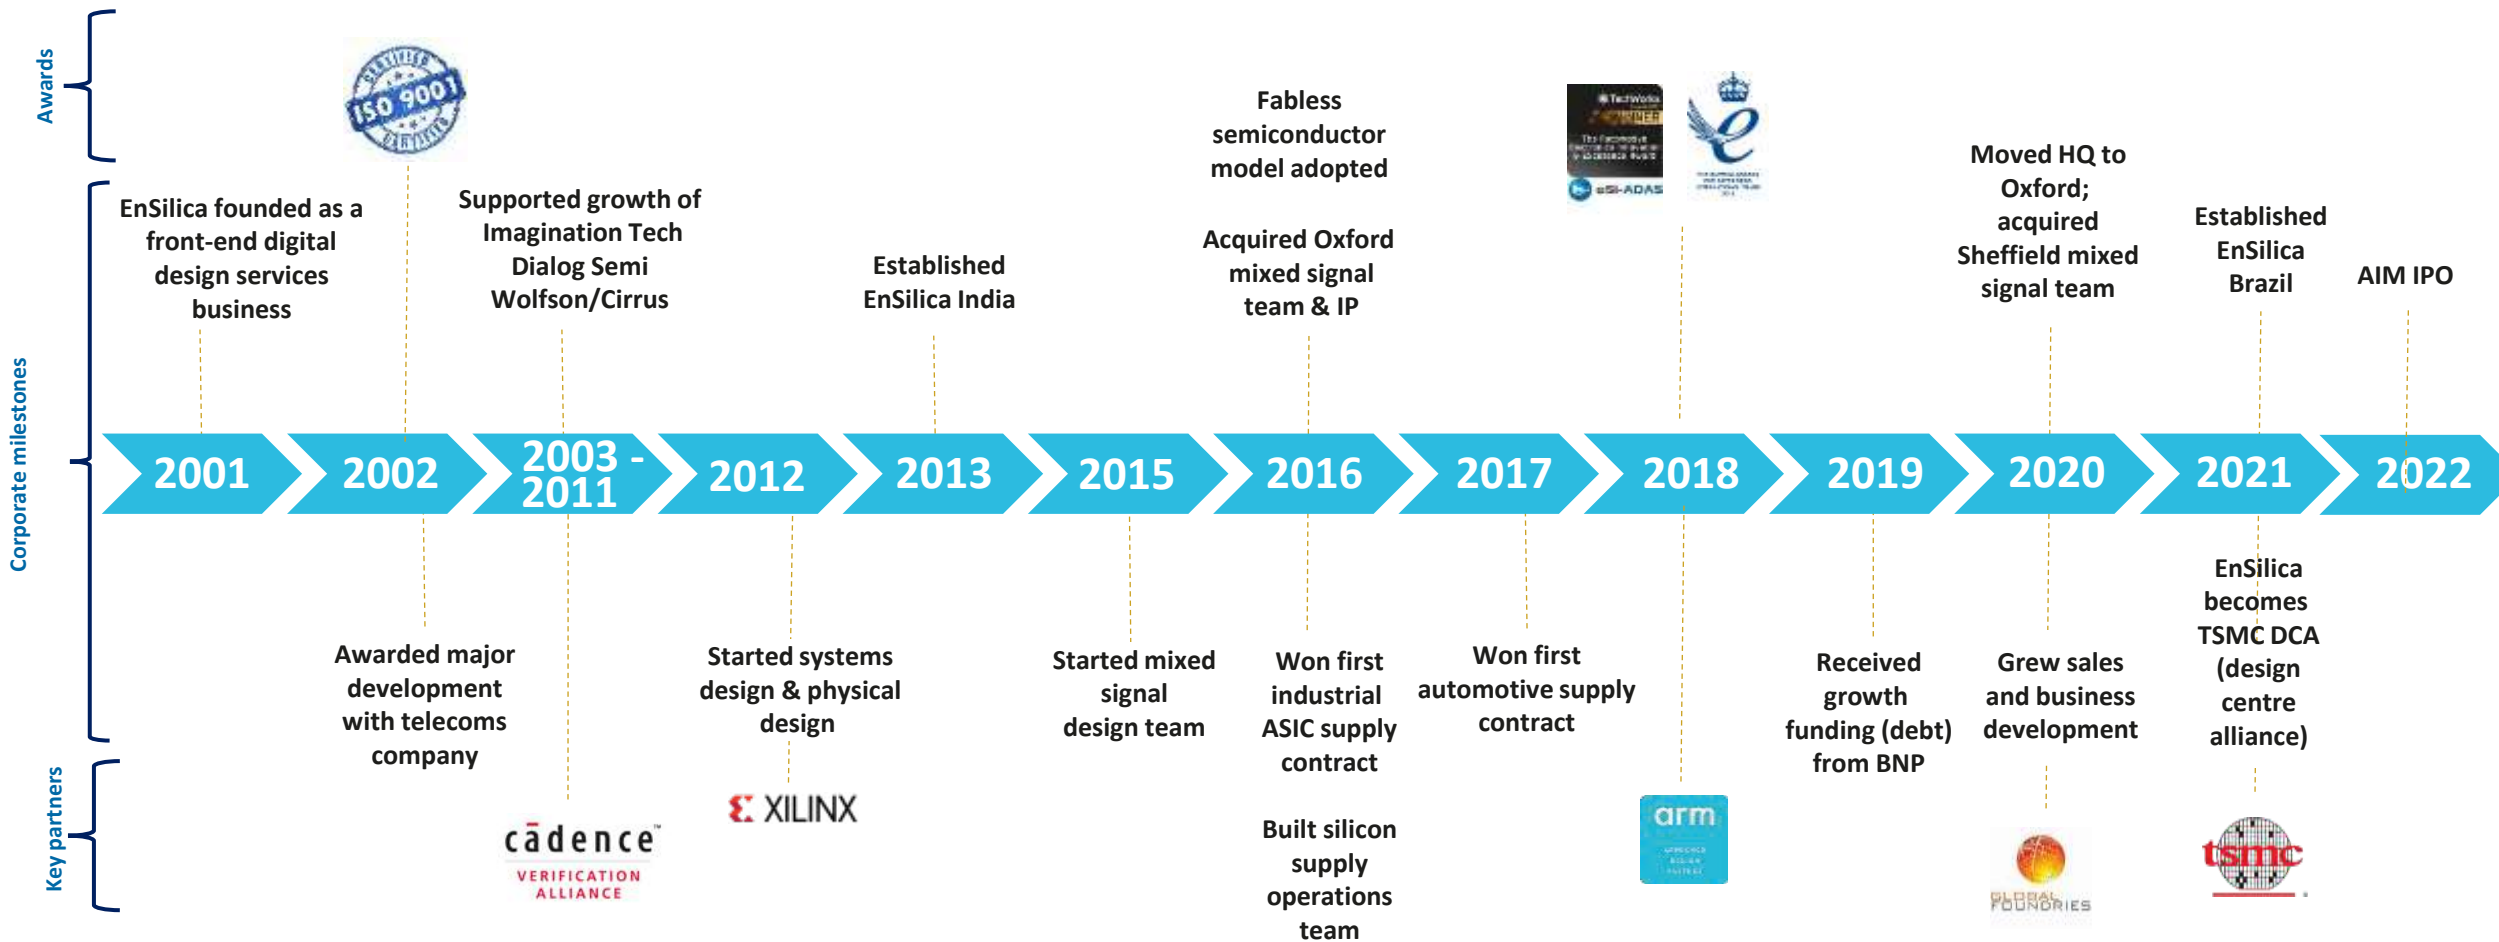 Awards
CERTIFIED
ISO 9001
CERTIFIED
TechWorks
eSi-ADAS
Corporate milestones
EnSilica founded as a
front-end digital
design services
business
Supported growth of
Imagination Tech
Dialog Semi
Wolfson/Cirrus
Established
EnSilica India
Fabless
semiconductor
model adopted
Acquired Oxford
mixed signal
team & IP
Moved HQ to
Oxford;
acquired
Sheffield mixed
signal team
Established
EnSilica
Brazil
AIM IPO
2001
2002
2003 -
2011
2012
2013
2015
2016
2017
2018
2019
2020
2021
2022
Awarded major
development
with telecoms
company
Started systems
design & physical
design
Started mixed
signal
design team
Won first
industrial
ASIC supply
contract
Built silicon
supply
operations
team
Won first
automotive supply
contract
Received
growth
funding (debt)
from BNP
Grew sales
and business
development
EnSilica
becomes
TSMC DCA
(design
centre
alliance)
Key partners
cādence™
VERIFICATION
ALLIANCE
XILINX
arm
GLOBAL
FOUNDRIES
tsmc